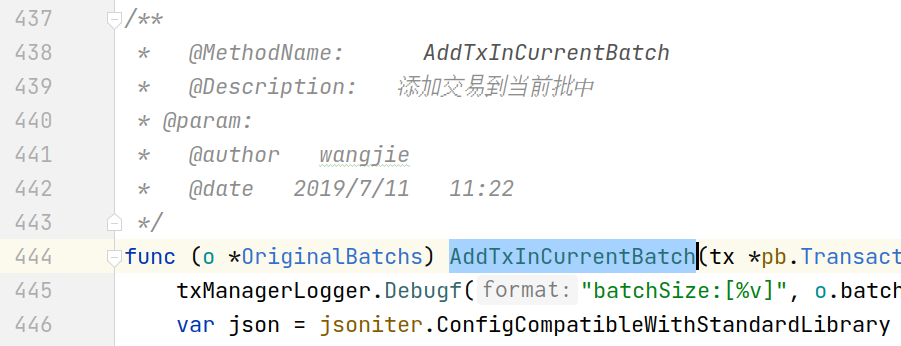 437 /**
438 * @MethodName: AddTxInCurrentBatch
439 * @Description: 添加交易到当前批中
440 * @param:
441 * @author wangjie
442 * @date 2019/7/11 11:22
443 */
444 func (o *OriginalBatchs) AddTxInCurrentBatch(tx *pb.Transact
445 txManagerLogger.Debugf( format: "batchSize:[%v]", o.batch
446 var json = jsoniter.ConfigCompatibleWithStandardLibrary